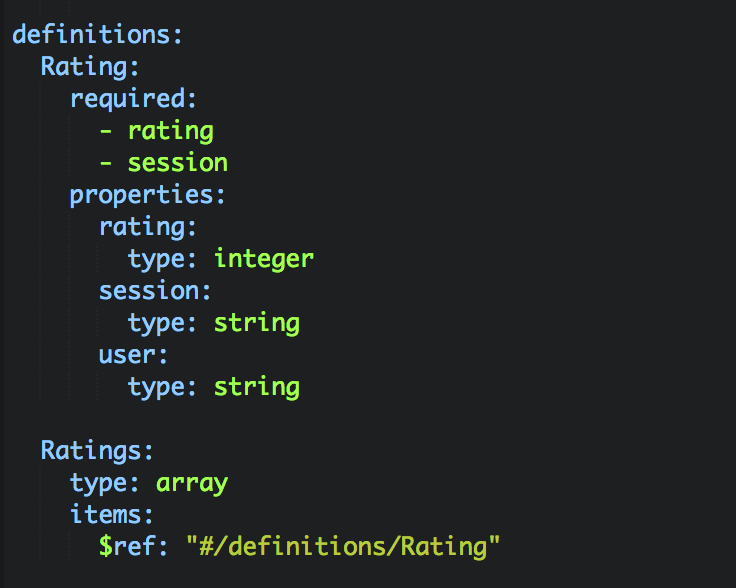 definitions:
  Rating:
    required:
      - rating
      - session
    properties:
      rating:
        type: integer
      session:
        type: string
      user:
        type: string
  Ratings:
    type: array
    items:
      $ref: "#/definitions/Rating"